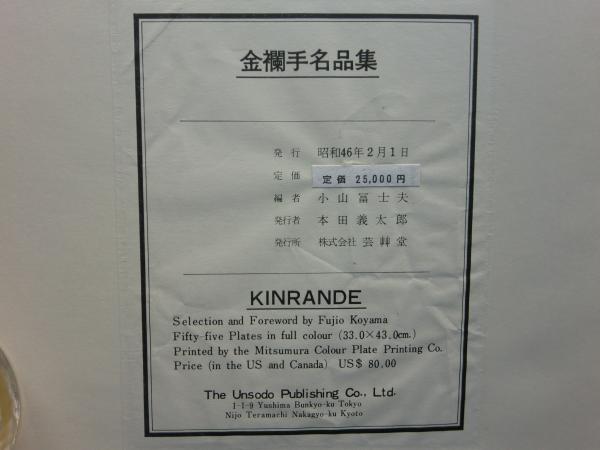 金襴手名品集
発行 昭和46年2月1日
定価 定価 25,000円
編者 小山冨士夫
発行者 本田義太郎
発行所 株式会社 芸艸堂
KINRANDE
Selection and Foreword by Fujio Koyama
Fifty-five Plates in full colour (33.0×43.0cm.)
Printed by the Mitsumura Colour Plate Printing Co.
Price (in the US and Canada) US$ 80.00
The Unsodo Publishing Co., Ltd.
1-1-9 Yushima Bunkyo-ku Tokyo
Nijo Teramachi Nakagyo-ku Kyoto